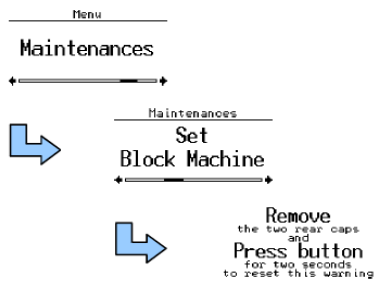 Menu
Maintenances
Maintenances
Set
Block Machine
Remove
the two rear caps
and
Press button
for two seconds
to reset this warning